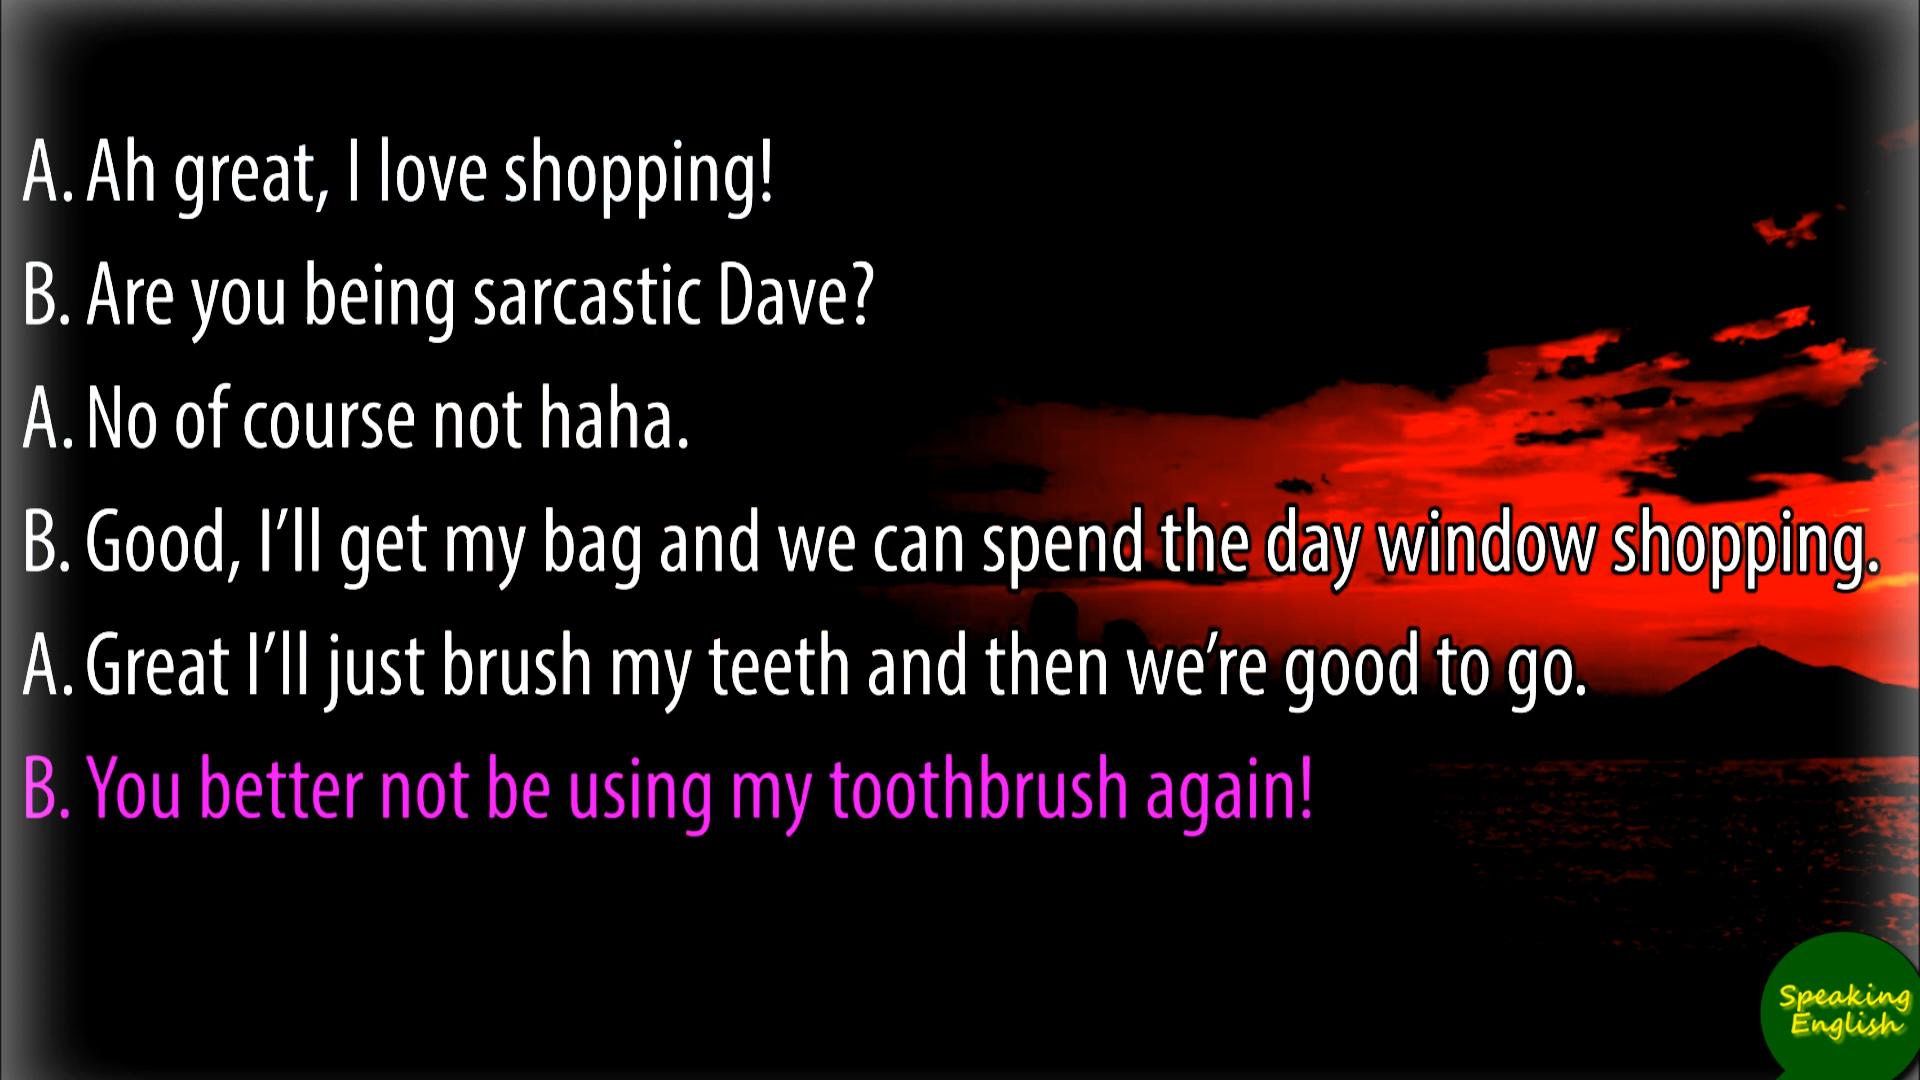 A. Ah great, I love shopping!
B. Are you being sarcastic Dave?
A. No of course not haha.
B. Good, I’ll get my bag and we can spend the day window shopping.
A. Great I’ll just brush my teeth and then we’re good to go.
B. You better not be using my toothbrush again!
Speaking
English